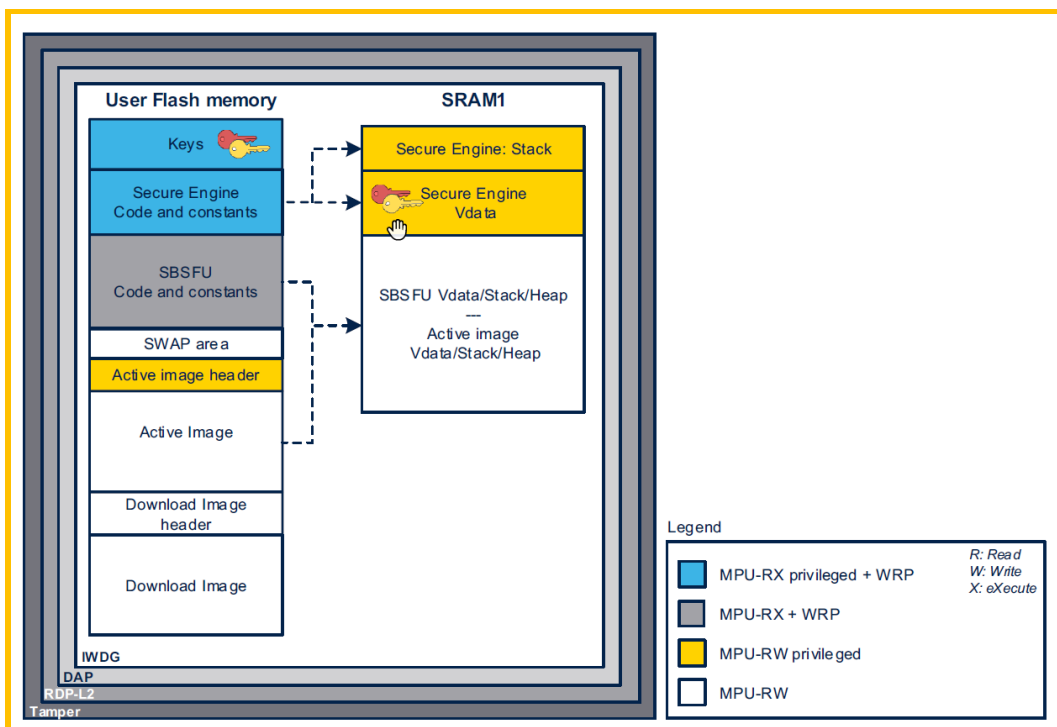 User Flash memory
SRAM1
Keys
Secure Engine
Code and constants
SBSFU
Code and constants
SWAP area
Active image header
Active Image
Download Image
header
Download Image
Secure Engine: Stack
Secure Engine
Vdata
SBSFU Vdata/Stack/Heap
---
Active image
Vdata/Stack/Heap
IWDG
DAP
RDP-L2
Tamper
Legend
R: Read
W: Write
X: eXecute
MPU-RX privileged + WRP
MPU-RX + WRP
MPU-RW privileged
MPU-RW